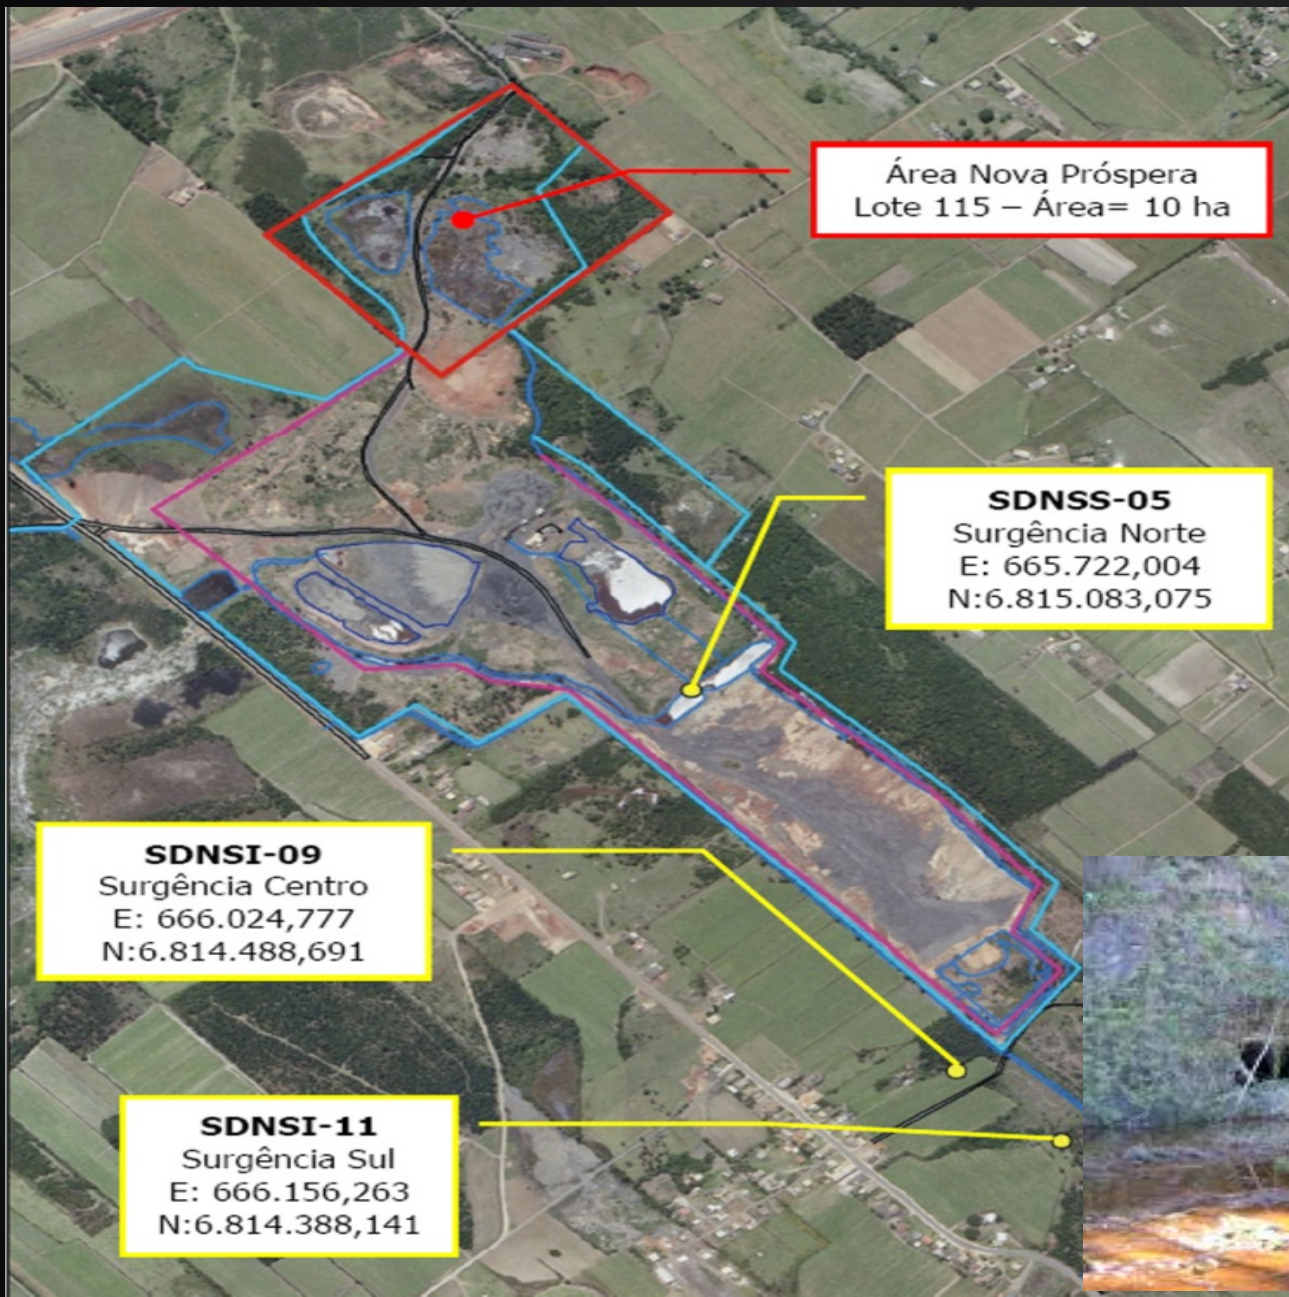 Área Nova Próspera
Lote 115 – Área= 10 ha
SDNSS-05
Surgência Norte
E: 665.722,004
N:6.815.083,075
SDNSI-09
Surgência Centro
E: 666.024,777
N:6.814.488,691
SDNSI-11
Surgência Sul
E: 666.156,263
N:6.814.388,141